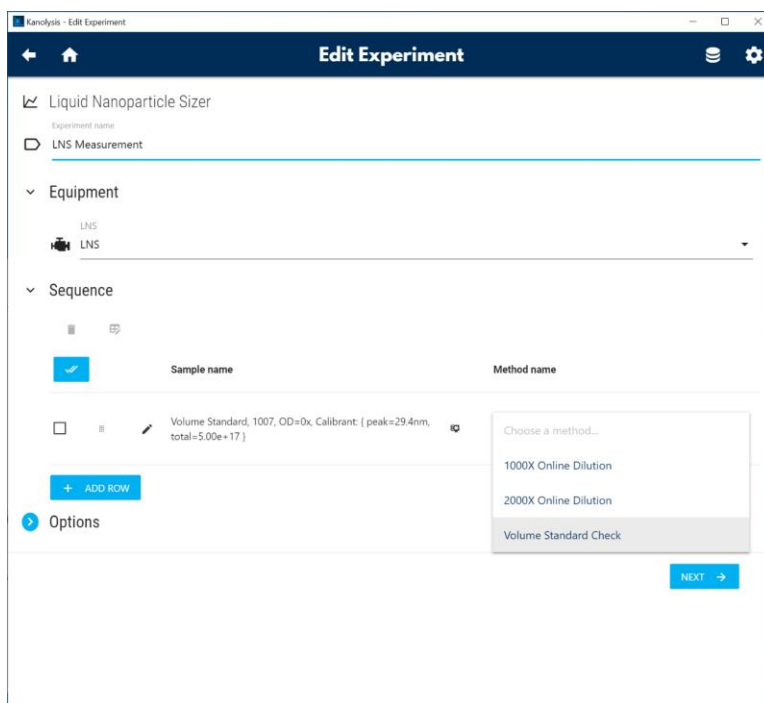 Kanolysis - Edit Experiment
Edit Experiment
Liquid Nanoparticle Sizer
Experiment name
LNS Measurement
Equipment
LNS
LNS
Sequence
Sample name
Method name
Volume Standard, 1007, OD=0x, Calibrant: { peak=29.4nm,
total=5.00e+17 }
Choose a method...
1000X Online Dilution
2000X Online Dilution
Volume Standard Check
+ ADD ROW
Options
NEXT →